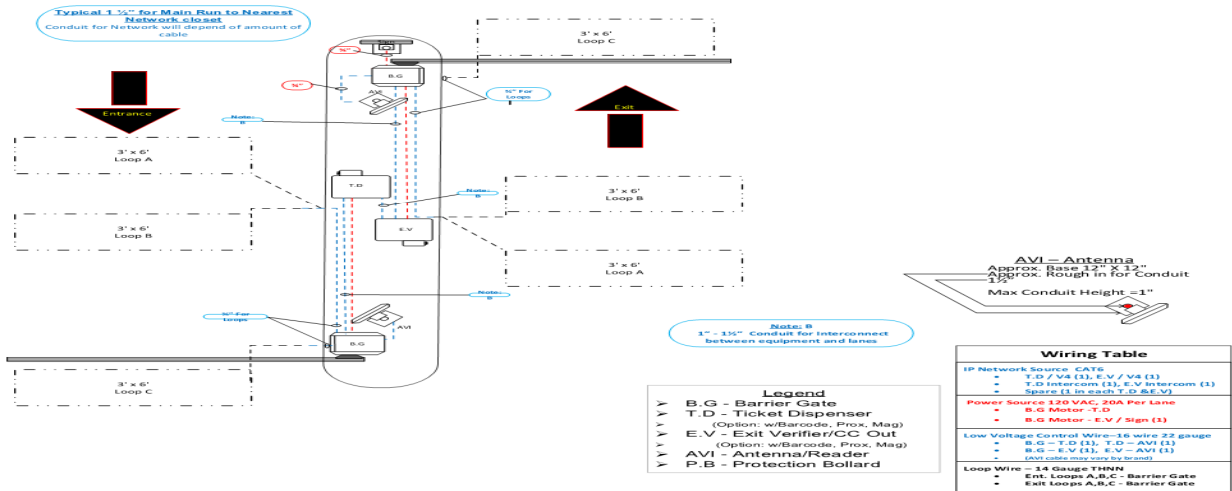 Typical 1 ½" for Main Run to Nearest
Network closet
Conduit for Network will depend of amount of
cable
3' x 6'
Loop C
¾"
B.G
¾"
AVI
¾" For
Loops
Entrance
Exit
Note:
B
3' x 6'
Loop A
T.D
Note:
B
3' x 6'
Loop B
3' x 6'
Loop B
E.V
3' x 6'
Loop A
Note:
B
¾" For
Loops
AVI
B.G
3' x 6'
Loop C
AVI – Antenna
Approx. Base 12" X 12"
Approx. Rough in for Conduit
1½"
Max Conduit Height =1"
Note: B
1" - 1½" Conduit for Interconnect
between equipment and lanes
Legend
B.G - Barrier Gate
T.D - Ticket Dispenser
(Option: w/Barcode, Prox, Mag)
E.V - Exit Verifier/CC Out
(Option: w/Barcode, Prox, Mag)
AVI - Antenna/Reader
P.B - Protection Bollard
Wiring Table
IP Network Source CAT6
T.D / V4 (1), E.V / V4 (1)
T.D Intercom (1), E.V Intercom (1)
Spare (1 in each T.D &E.V)
Power Source 120 VAC, 20A Per Lane
B.G Motor -T.D
B.G Motor - E.V / Sign (1)
Low Voltage Control Wire–16 wire 22 gauge
B.G – T.D (1), T.D – AVI (1)
B.G – E.V (1), E.V – AVI (1)
(AVI cable may vary by brand)
Loop Wire – 14 Gauge THNN
Ent. Loops A,B,C - Barrier Gate
Exit Loops A,B,C - Barrier Gate